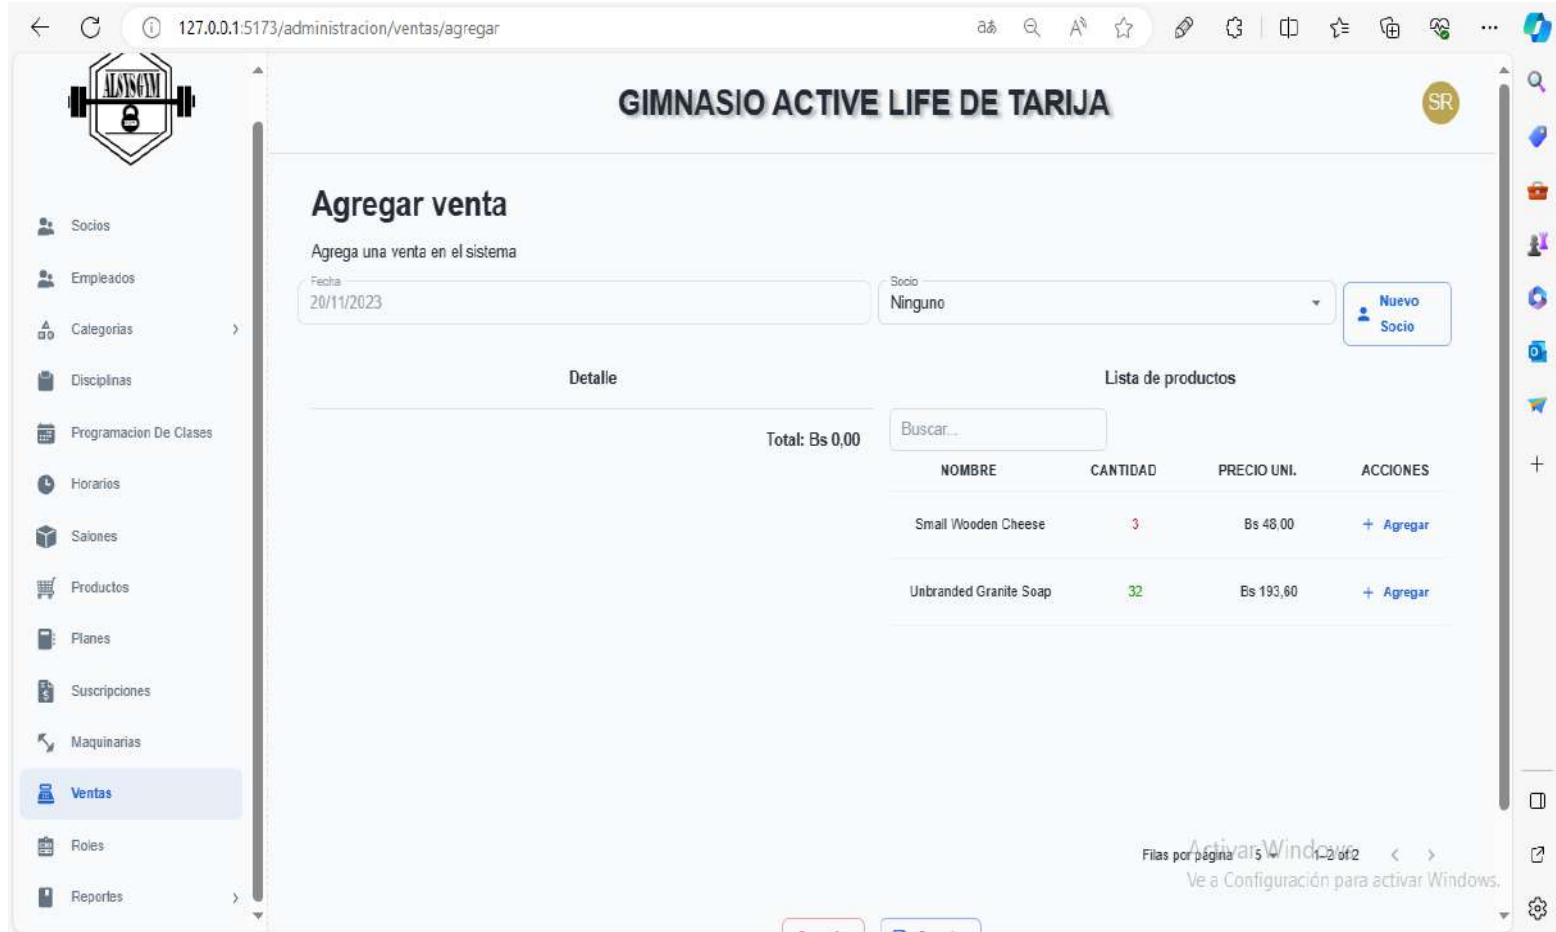 127.0.0.1:5173/administracion/ventas/agregar
ALSYSGYM
GIMNASIO ACTIVE LIFE DE TARIJA
SR
Socios
Empleados
Categorias
Disciplinas
Programacion De Clases
Horarios
Salones
Productos
Planes
Suscripciones
Maquinarias
Ventas
Roles
Reportes
Agregar venta
Agrega una venta en el sistema
Fecha
20/11/2023
Socio
Ninguno
Nuevo
Socio
Detalle
Total: Bs 0,00
Lista de productos
Buscar...
NOMBRE CANTIDAD PRECIO UNI. ACCIONES
Small Wooden Cheese 3 Bs 48,00 + Agregar
Unbranded Granite Soap 32 Bs 193,60 + Agregar
Filas por página 5 1–2 of 2
Activar Windows
Ve a Configuración para activar Windows.